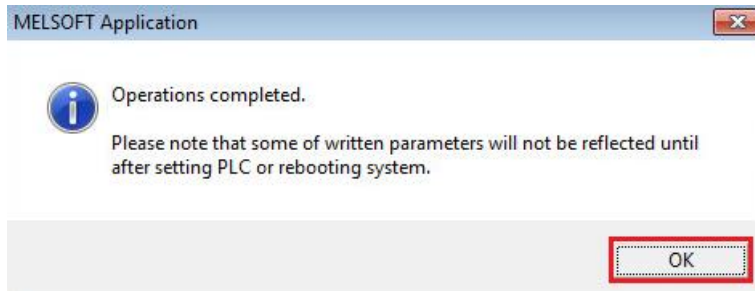 MELSOFT Application
Operations completed.
Please note that some of written parameters will not be reflected until
after setting PLC or rebooting system.
OK